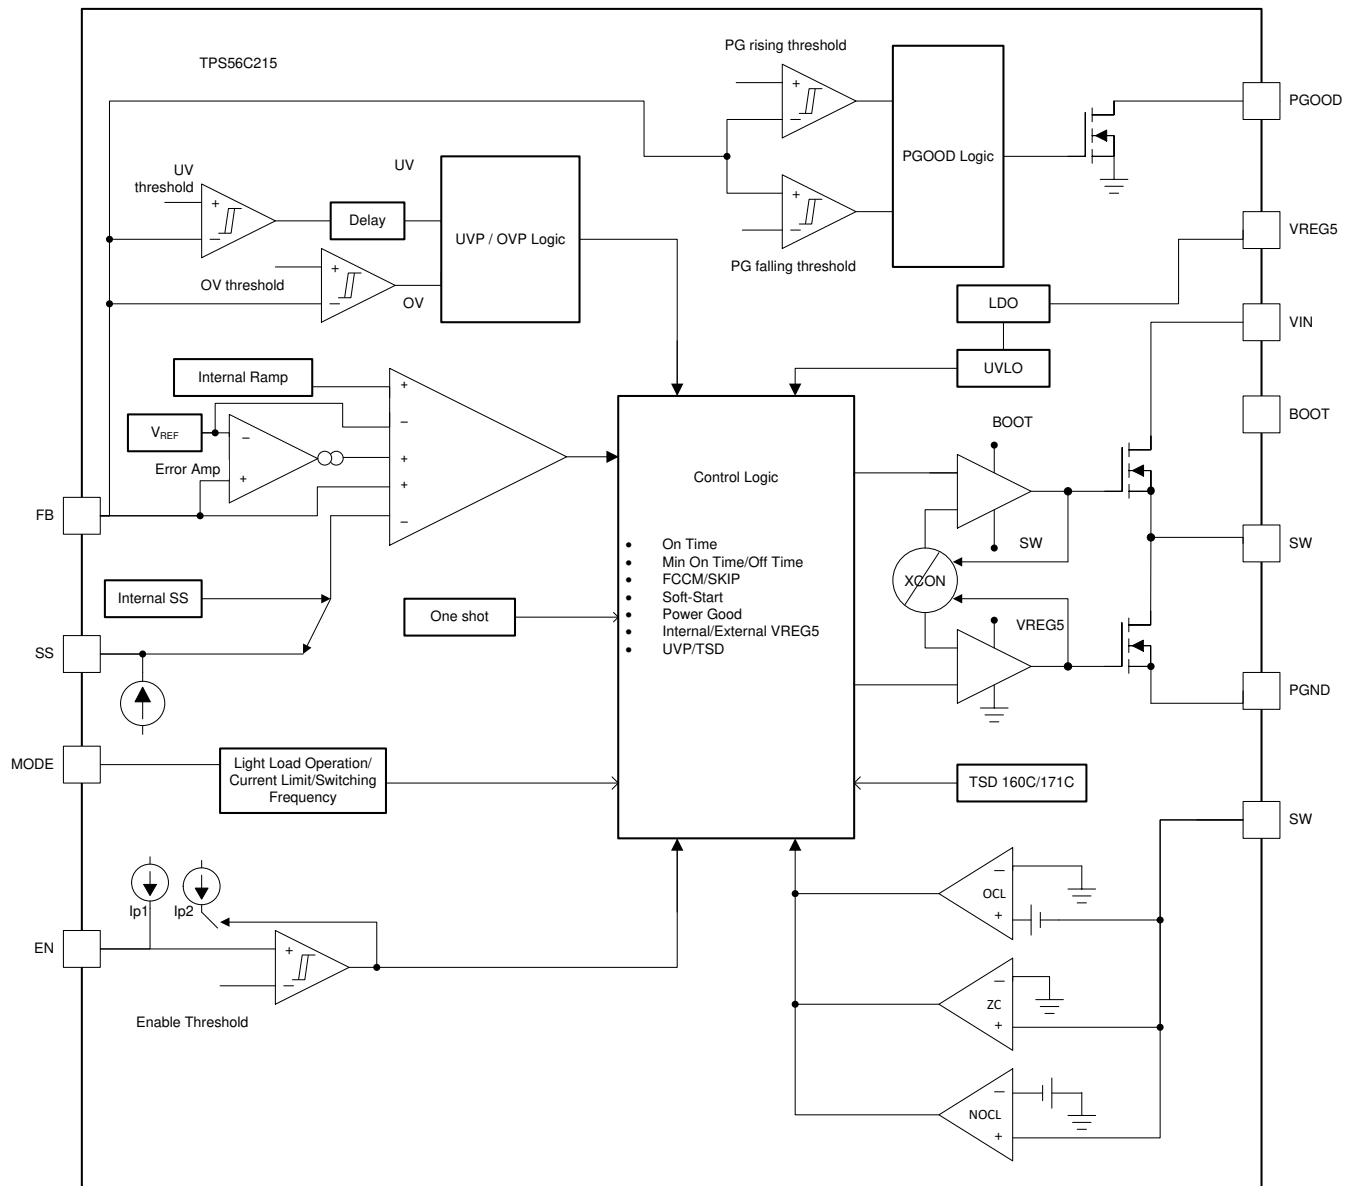 TPS56C215
PG rising threshold
+
−
PGOOD Logic
PGOOD
UV
threshold
UV
+
−
Delay
UVP / OVP Logic
+
−
PG falling threshold
VREG5
OV threshold
+
−
OV
LDO
VIN
UVLO
Internal Ramp
+
−
+
+
−
VREF
−
+
Error Amp
BOOT
BOOT
Control Logic
FB
SW
SW
XCON
• On Time
• Min On Time/Off Time
• FCCM/SKIP
• Soft-Start
• Power Good
• Internal/External VREG5
• UVP/TSD
Internal SS
One shot
VREG5
SS
PGND
MODE
Light Load Operation/
Current Limit/Switching
Frequency
TSD 160C/171C
SW
Ip1
Ip2
−
OCL
+
EN
+
−
Enable Threshold
−
ZC
+
−
NOCL
+